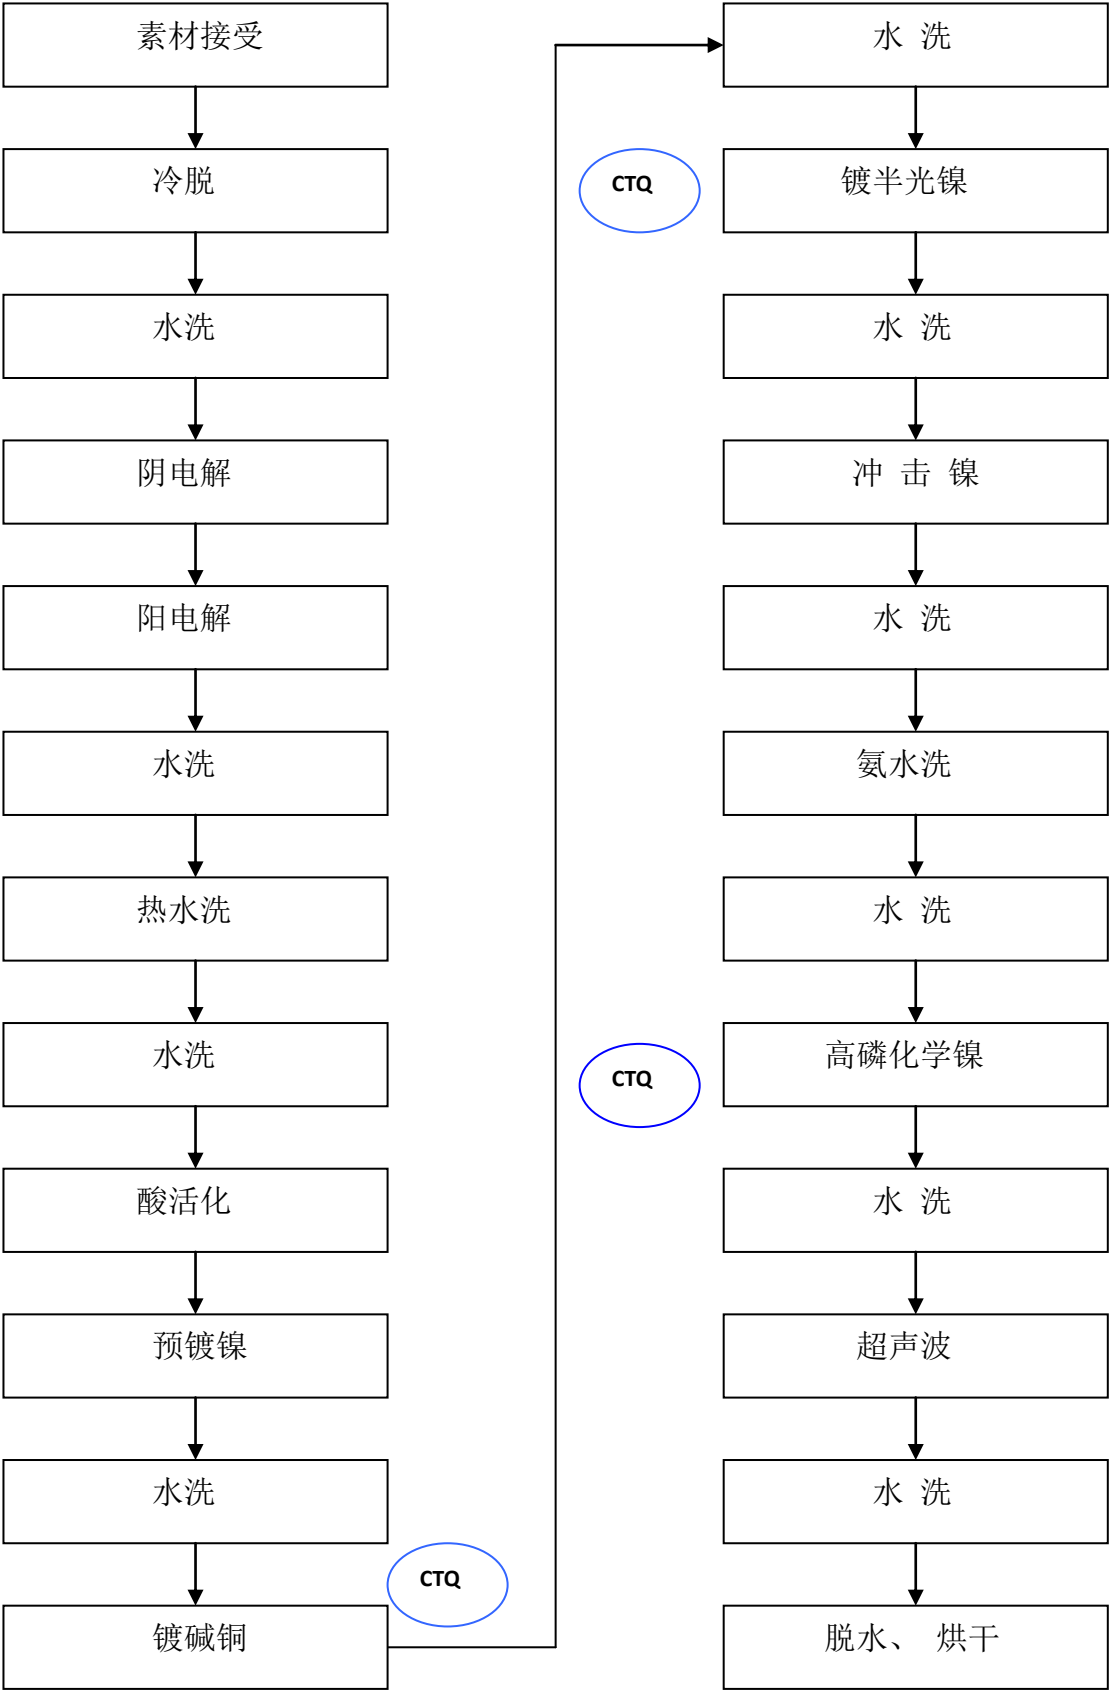 素材接受
冷脱
水洗
阴电解
阳电解
水洗
热水洗
水洗
酸活化
预镀镍
水洗
CTQ
镀碱铜
水 洗
CTQ
镀半光镍
水 洗
冲 击 镍
水 洗
氨水洗
水 洗
CTQ
高磷化学镍
水 洗
超声波
水 洗
脱水、 烘干